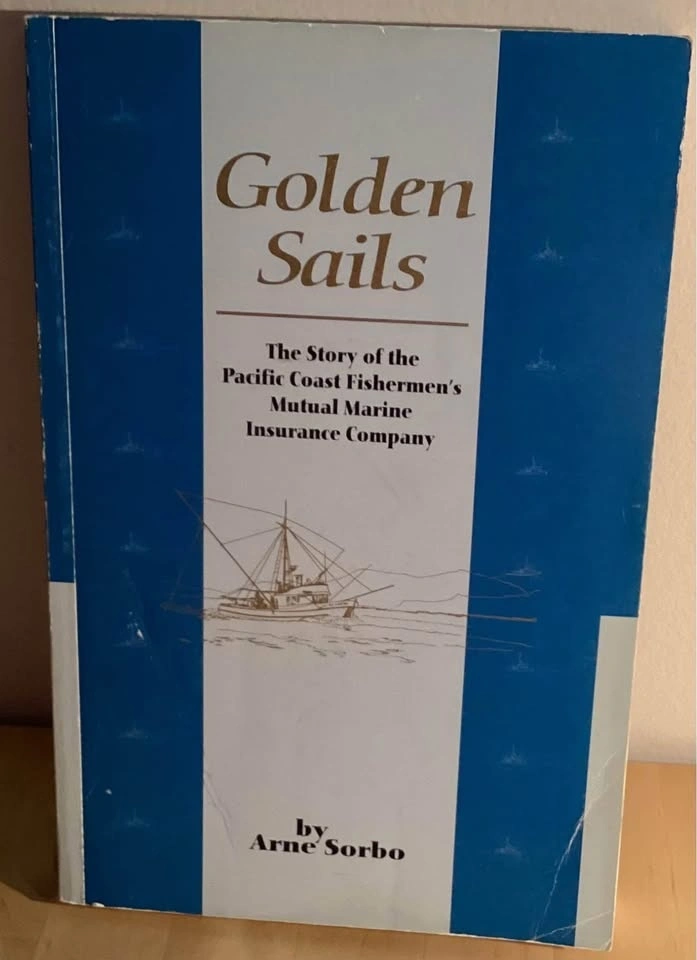 Golden
Sails
The Story of the
Pacific Coast Fishermen's
Mutual Marine
Insurance Company
by
Arne Sorbo